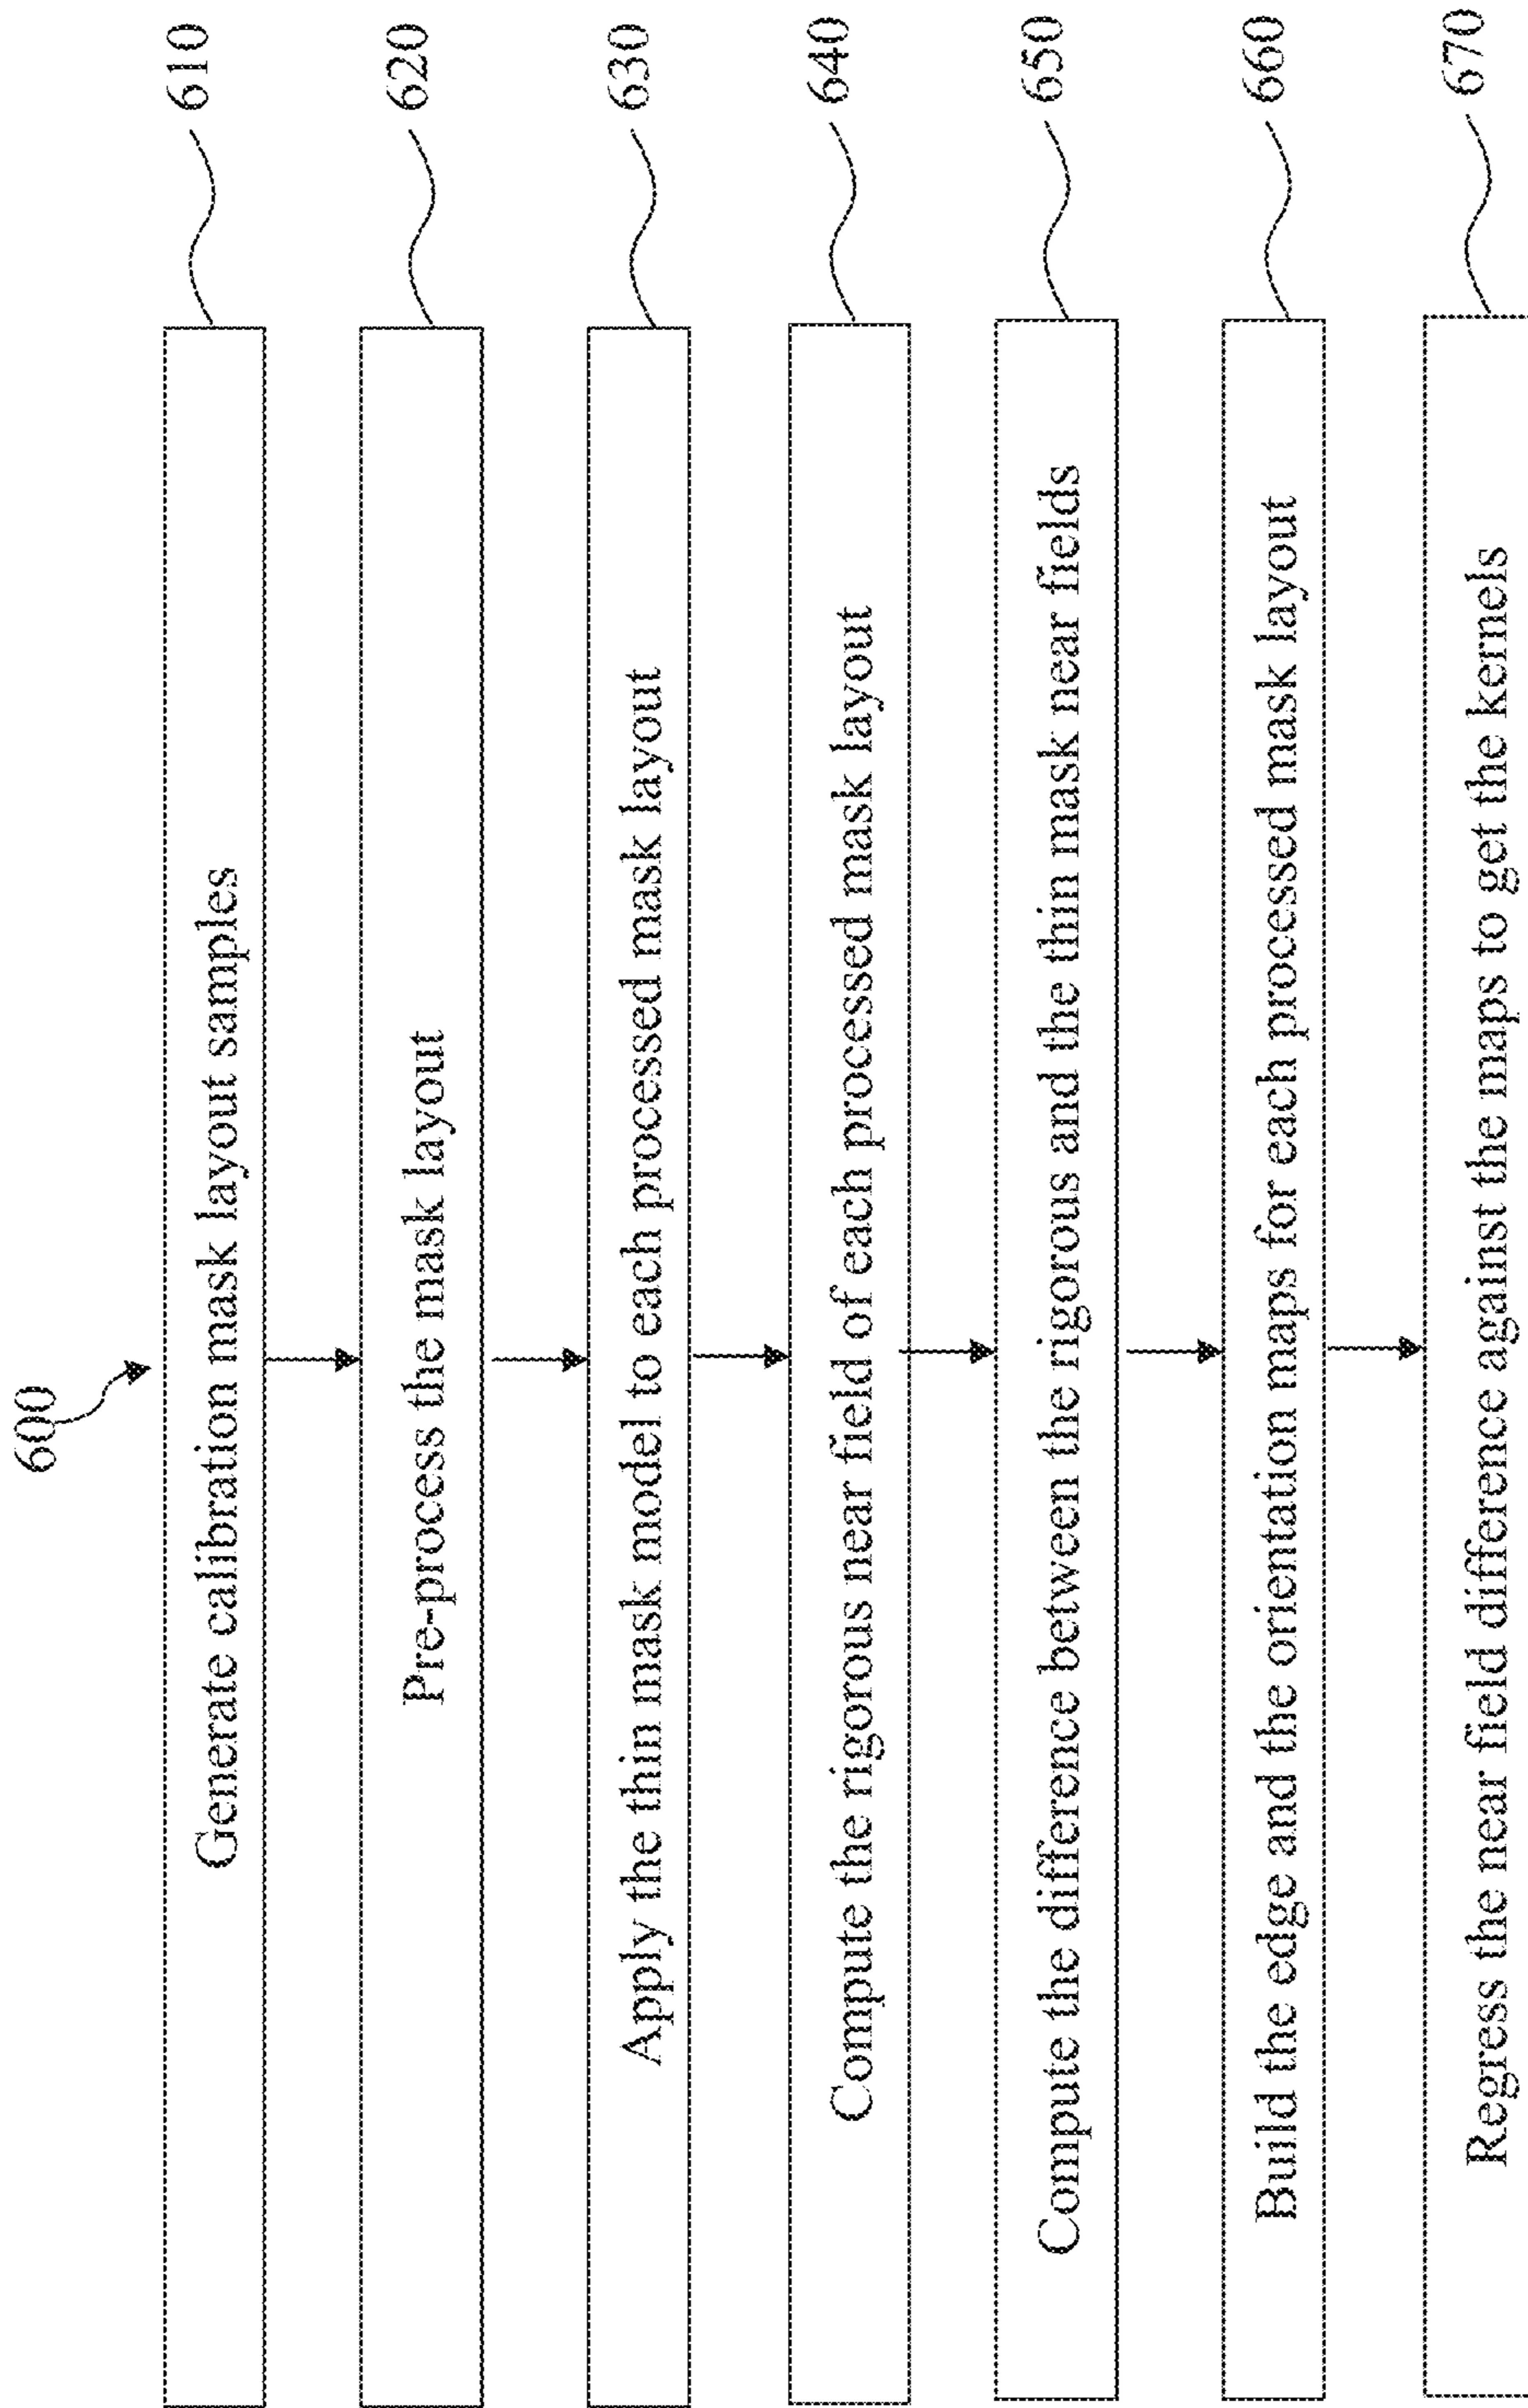 600
Generate calibration mask layout samples
610
Pre-process the mask layout
620
Apply the thin mask model to each processed mask layout
630
Compute the rigorous near field of each processed mask layout
640
Compute the difference between the rigorous and the thin mask near fields
650
Build the edge and the orientation maps for each processed mask layout
660
Regress the near field difference against the maps to get the kernels
670